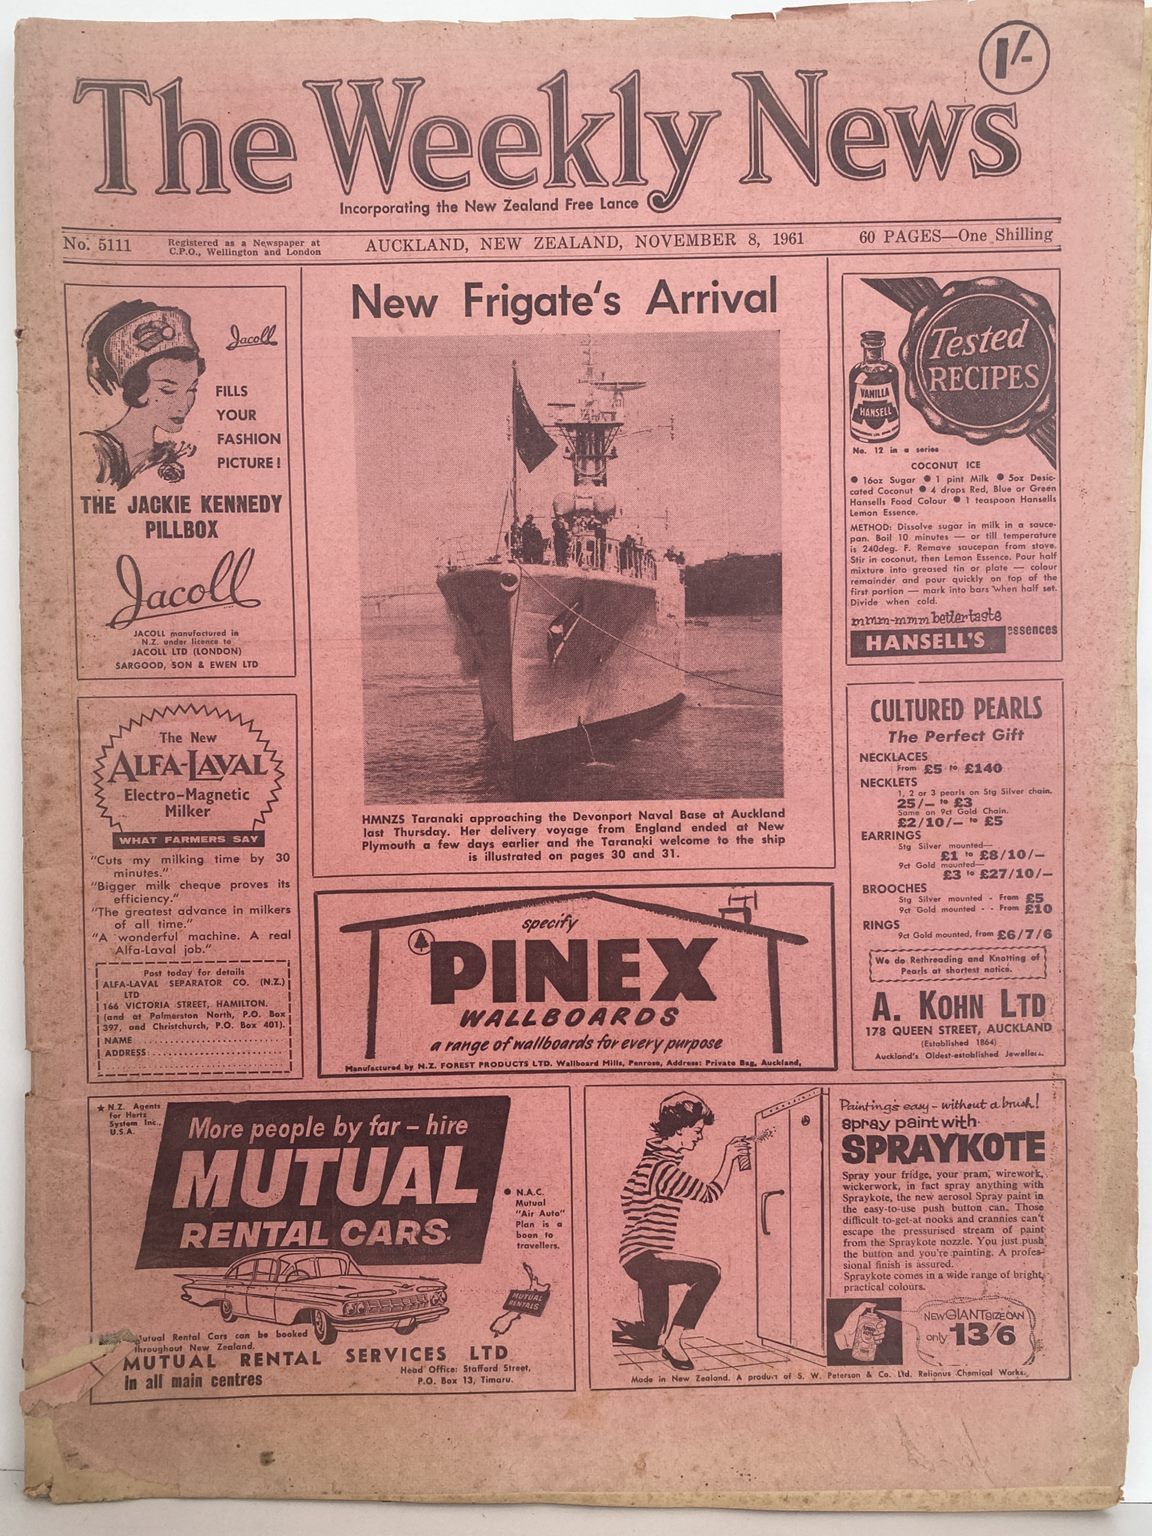 1/-
The Weekly News
Incorporating the New Zealand Free Lance
No. 5111
Registered as a Newspaper at
C.P.O., Wellington and London
AUCKLAND, NEW ZEALAND, NOVEMBER 8, 1961
60 PAGES—One Shilling
Jacoll
FILLS
YOUR
FASHION
PICTURE!
THE JACKIE KENNEDY
PILLBOX
Jacoll
JACOLL manufactured in
N.Z. under licence to
JACOLL LTD (LONDON)
SARGOOD, SON & EWEN LTD
The New
ALFA-LAVAL
Electro-Magnetic
Milker
WHAT FARMERS SAY
"Cuts my milking time by 30
minutes."
"Bigger milk cheque proves its
efficiency."
"The greatest advance in milkers
of all time."
"A wonderful machine. A real
Alfa-Laval job."
Post today for details
ALFA-LAVAL SEPARATOR CO. (N.Z.)
LTD
166 VICTORIA STREET, HAMILTON.
(and at Palmerston North, P.O. Box
397, and Christchurch, P.O. Box 401).
NAME
ADDRESS
New Frigate's Arrival
HMNZS Taranaki approaching the Devonport Naval Base at Auckland
last Thursday. Her delivery voyage from England ended at New
Plymouth a few days earlier and the Taranaki welcome to the ship
is illustrated on pages 30 and 31.
specify
PINEX
WALLBOARDS
a range of wallboards for every purpose
Manufactured by N.Z. FOREST PRODUCTS LTD. Wallboard Mills, Penrose, Address: Private Bag, Auckland,
Tested
RECIPES
VANILLA
HANSELL
No. 12 in a series
COCONUT ICE
● 16oz Sugar ● 1 pint Milk ● 5oz Desic-
cated Coconut ● 4 drops Red, Blue or Green
Hansells Food Colour ● 1 teaspoon Hansells
Lemon Essence.
METHOD: Dissolve sugar in milk in a sauce-
pan. Boil 10 minutes — or till temperature
is 240deg. F. Remove saucepan from stove.
Stir in coconut, then Lemon Essence. Pour half
mixture into greased tin or plate — colour
remainder and pour quickly on top of the
first portion — mark into bars when half set.
Divide when cold.
mmm-mmm better taste
HANSELL'S essences
CULTURED PEARLS
The Perfect Gift
NECKLACES
From £5 to £140
NECKLETS
1, 2 or 3 pearls on Stg Silver chain.
25/– to £3
Same on 9ct Gold Chain.
£2/10/– to £5
EARRINGS
Stg Silver mounted—
£1 to £8/10/–
9ct Gold mounted—
£3 to £27/10/–
BROOCHES
Stg Silver mounted - From £5
9ct Gold mounted - - From £10
RINGS
9ct Gold mounted, from £6/7/6
We do Rethreading and Knotting of
Pearls at shortest notice.
A. KOHN LTD
178 QUEEN STREET, AUCKLAND
(Established 1864)
Auckland's Oldest-established Jewellers.
★ N.Z. Agents
for Hertz
System Inc.,
U.S.A.
More people by far – hire
MUTUAL
RENTAL CARS
● N.A.C.
Mutual
"Air Auto"
Plan is a
boon to
travellers.
MUTUAL
RENTALS
Mutual Rental Cars can be booked
throughout New Zealand.
MUTUAL RENTAL SERVICES LTD
In all main centres
Head Office: Stafford Street,
P.O. Box 13, Timaru.
Painting's easy – without a brush!
spray paint with
SPRAYKOTE
Spray your fridge, your pram, wirework,
wickerwork, in fact spray anything with
Spraykote, the new aerosol Spray paint in
the easy-to-use push button can. Those
difficult to-get-at nooks and crannies can't
escape the pressurised stream of paint
from the Spraykote nozzle. You just push
the button and you're painting. A profes-
sional finish is assured.
Spraykote comes in a wide range of bright,
practical colours.
NEW GIANT SIZE CAN
only 13/6
Made in New Zealand. A product of S. W. Peterson & Co. Ltd. Relionus Chemical Works.